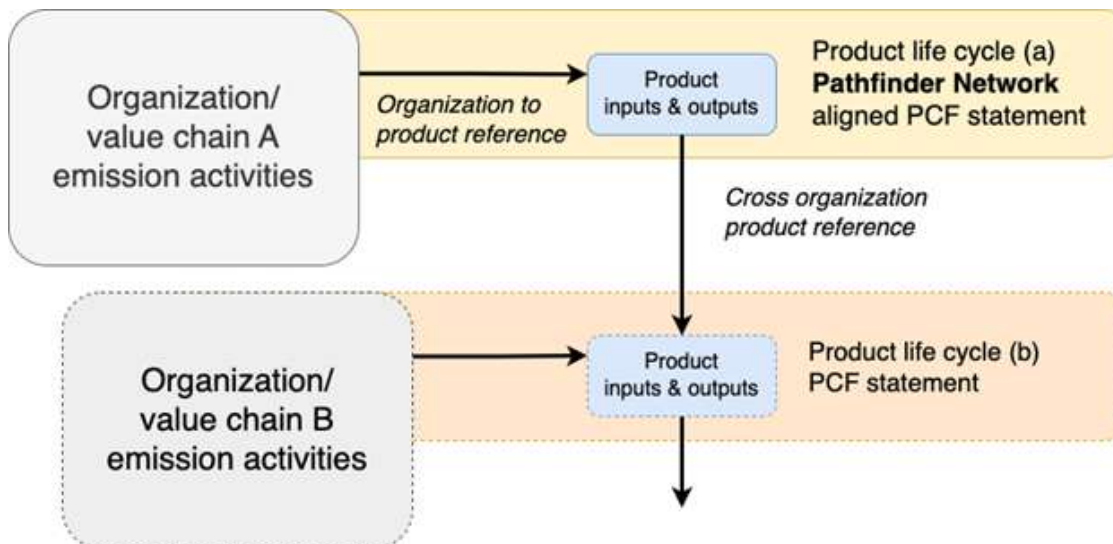 Organization/
value chain A
emission activities
Organization to
product reference
Product
inputs & outputs
Product life cycle (a)
Pathfinder Network
aligned PCF statement
Cross organization
product reference
Organization/
value chain B
emission activities
Product
inputs & outputs
Product life cycle (b)
PCF statement